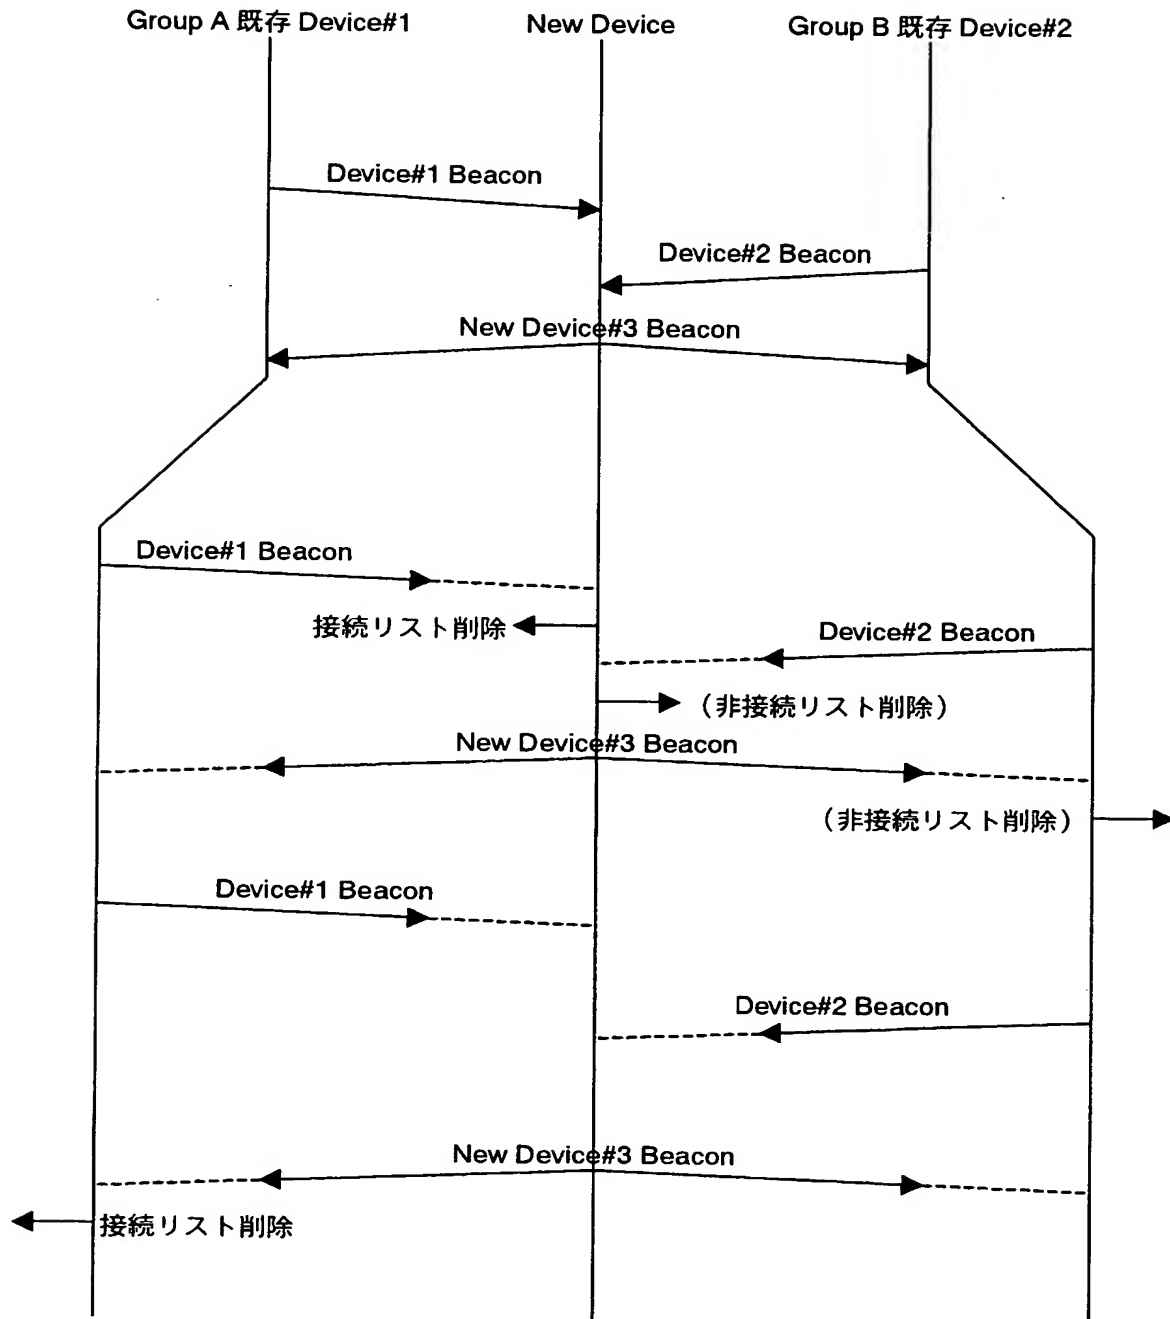 Group A 既存 Device#1
New Device
Group B 既存 Device#2
Device#1 Beacon
Device#2 Beacon
New Device#3 Beacon
Device#1 Beacon
接続リスト削除
Device#2 Beacon
（非接続リスト削除）
New Device#3 Beacon
（非接続リスト削除）
Device#1 Beacon
Device#2 Beacon
New Device#3 Beacon
接続リスト削除